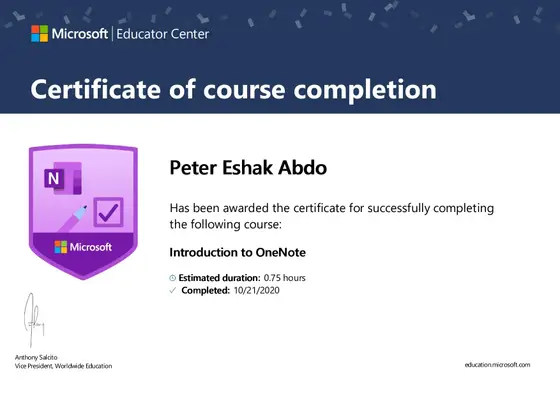 Microsoft | Educator Center
Certificate of course completion
Peter Eshak Abdo
Has been awarded the certificate for successfully completing
the following course:
Introduction to OneNote
Estimated duration: 0.75 hours
Completed: 10/21/2020
N
Microsoft
Anthony Salcito
Vice President, Worldwide Education
education.microsoft.com